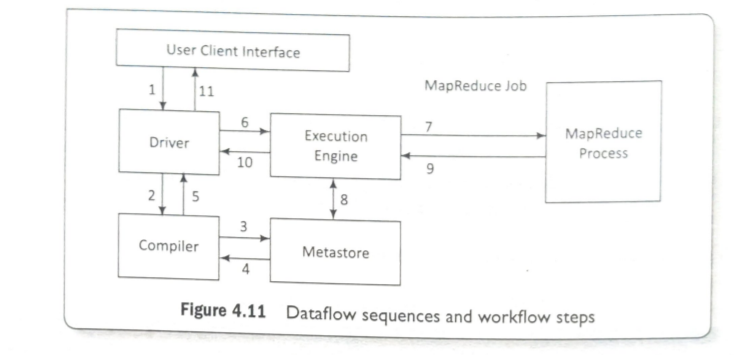 User Client Interface
1
11
MapReduce Job
Driver
6
10
Execution
Engine
7
9
MapReduce
Process
2
5
8
Compiler
3
4
Metastore
Figure 4.11 Dataflow sequences and workflow steps